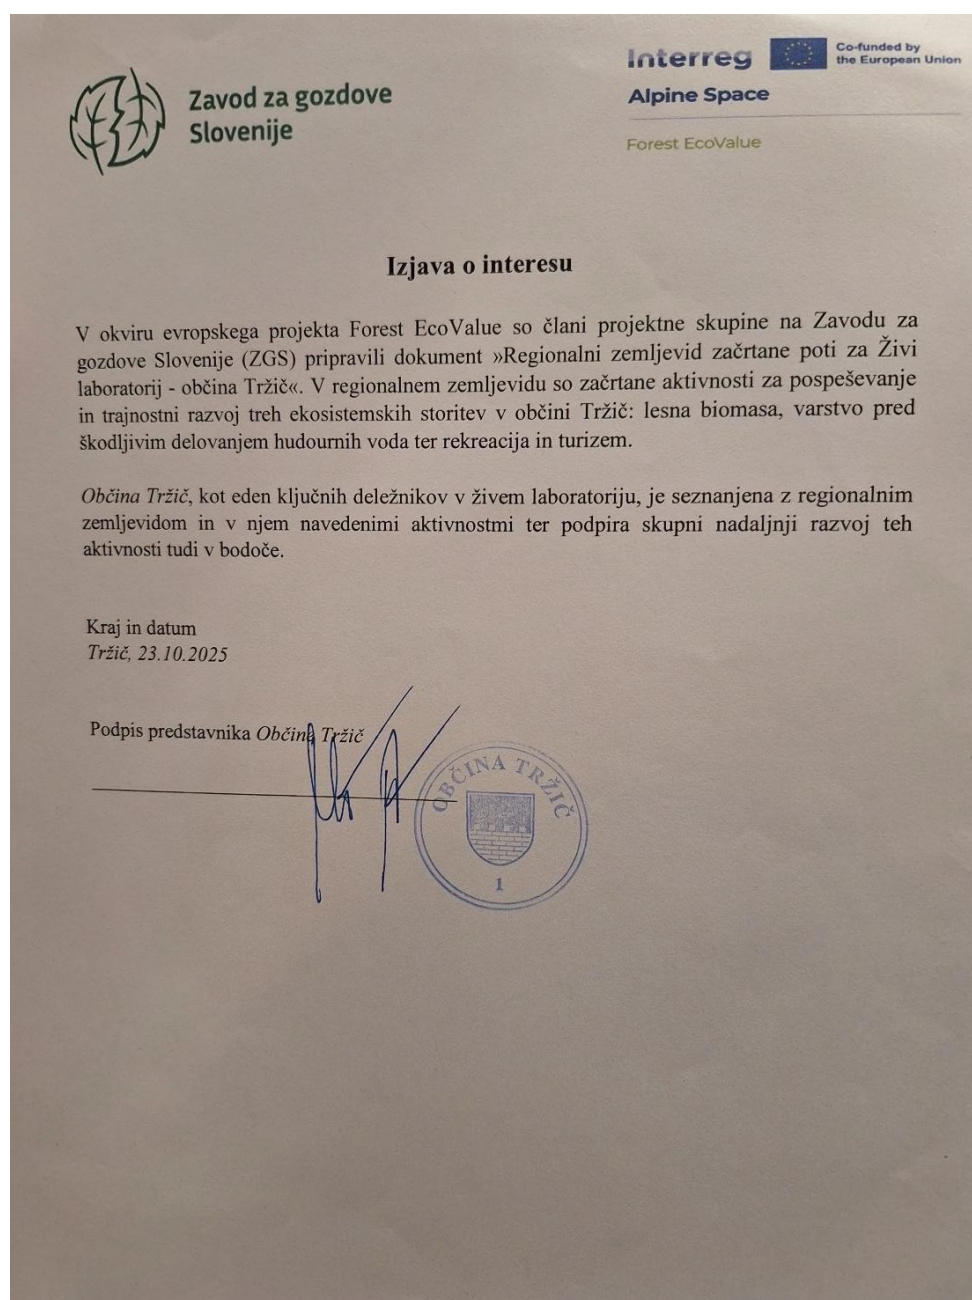 Zavod za gozdove
Slovenije
Interreg
Co-funded by
the European Union
Alpine Space
Forest EcoValue
Izjava o interesu
V okviru evropskega projekta Forest EcoValue so člani projektne skupine na Zavodu za
gozdove Slovenije (ZGS) pripravili dokument »Regionalni zemljevid začrtane poti za Živi
laboratorij - občina Tržič«. V regionalnem zemljevidu so začrtane aktivnosti za pospeševanje
in trajnostni razvoj treh ekosistemskih storitev v občini Tržič: lesna biomasa, varstvo pred
škodljivim delovanjem hudournih voda ter rekreacija in turizem.
Občina Tržič, kot eden ključnih deležnikov v živem laboratoriju, je seznanjena z regionalnim
zemljevidom in v njem navedenimi aktivnostmi ter podpira skupni nadaljnji razvoj teh
aktivnosti tudi v bodoče.
Kraj in datum
Tržič, 23.10.2025
Podpis predstavnika Občina Tržič
OBČINA TRŽIČ
1